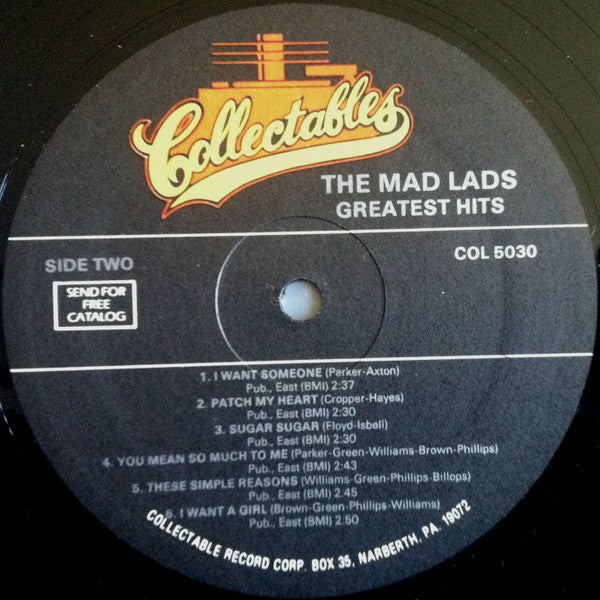 Collectables
THE MAD LADS
GREATEST HITS
SIDE TWO
COL 5030
SEND FOR
FREE
CATALOG
1. I WANT SOMEONE (Parker-Axton)
Pub., East (BMI) 2:37
2. PATCH MY HEART (Cropper-Hayes)
Pub., East (BMI) 2:30
3. SUGAR SUGAR (Floyd-Isbell)
Pub., East (BMI) 2:30
4. YOU MEAN SO MUCH TO ME (Parker-Green-Williams-Brown-Phillips)
Pub., East (BMI) 2:43
5. THESE SIMPLE REASONS (Williams-Green-Phillips-Billops)
Pub., East (BMI) 2.45
6. I WANT A GIRL (Brown-Green-Phillips-Williams)
Pub., East (BMI) 2.50
COLLECTABLE RECORD CORP. BOX 35, NARBERTH, PA. 19072